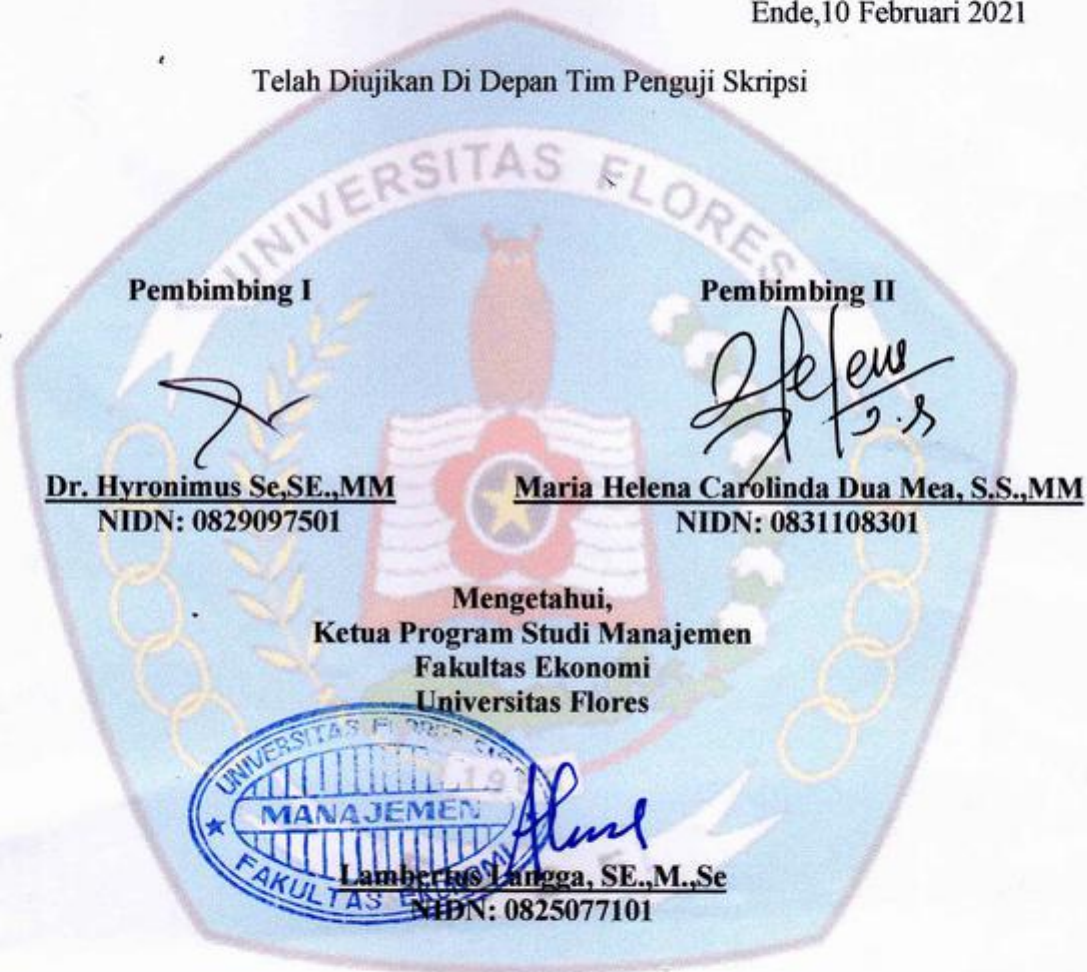 Ende,10 Februari 2021
Telah Diujikan Di Depan Tim Penguji Skripsi
UNIVERSITAS FLORES
Pembimbing I
Pembimbing II
Dr. Hyronimus Se,SE.,MM
NIDN: 0829097501
Maria Helena Carolinda Dua Mea, S.S.,MM
NIDN: 0831108301
Mengetahui,
Ketua Program Studi Manajemen
Fakultas Ekonomi
Universitas Flores
UNIVERSITAS FLORES
MANAJEMEN
FAKULTAS EKONOMI
Lambertus Langga, SE.,M.,Se
NIDN: 0825077101